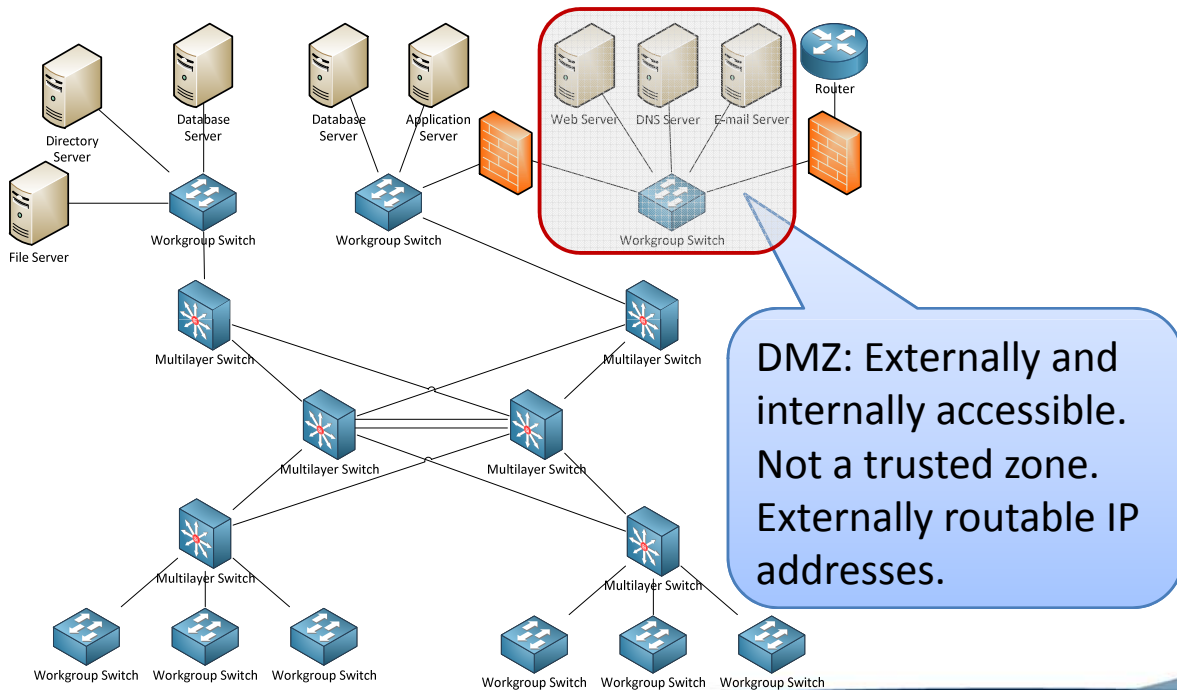 Directory
Server
Database
Server
Database
Server
Application
Server
Web Server
DNS Server
E-mail Server
Router
File Server
Workgroup Switch
Workgroup Switch
Workgroup Switch
Multilayer Switch
Multilayer Switch
Multilayer Switch
Multilayer Switch
Multilayer Switch
Multilayer Switch
Workgroup Switch
Workgroup Switch
Workgroup Switch
Workgroup Switch
Workgroup Switch
Workgroup Switch
DMZ: Externally and
internally accessible.
Not a trusted zone.
Externally routable IP
addresses.